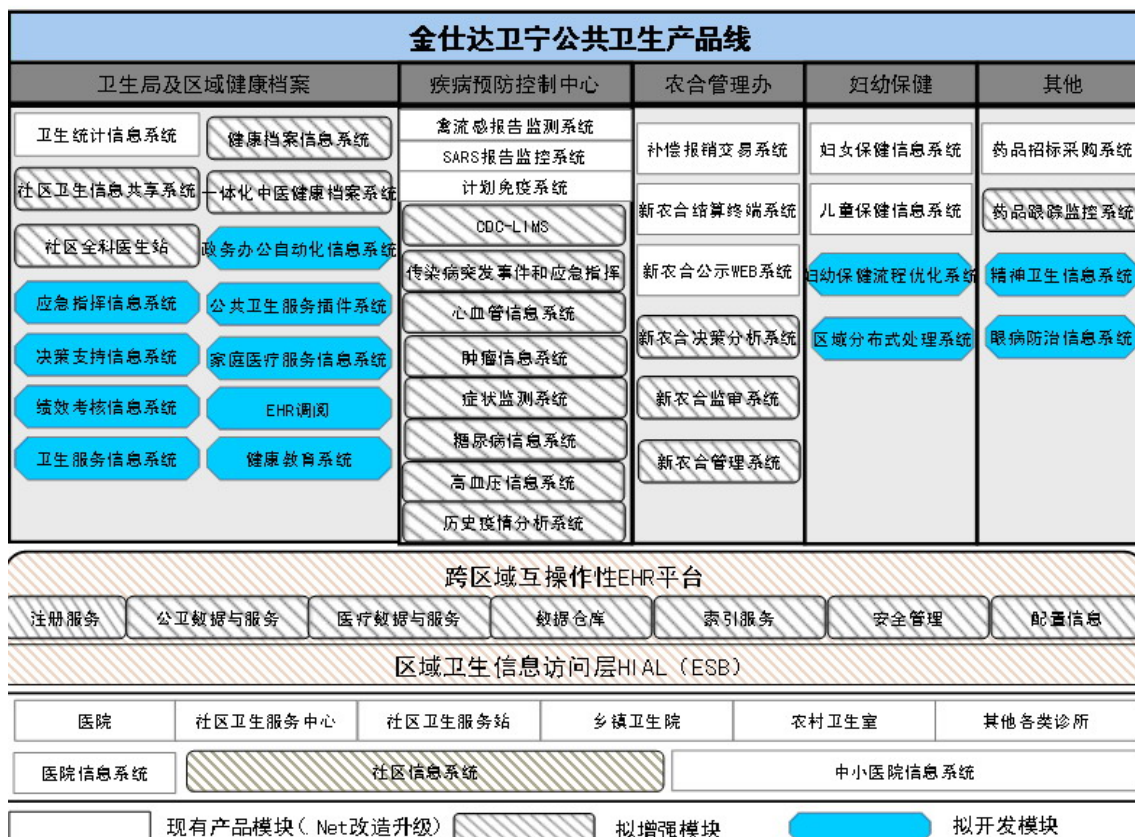 金仕达卫宁公共卫生产品线
卫生局及区域健康档案
疾病预防控制中心
农合管理办
妇幼保健
其他
卫生统计信息系统
健康档案信息系统
社区卫生信息共享系统
一体化中医健康档案系统
社区全科医生站
政务办公自动化信息系统
应急指挥信息系统
公共卫生服务插件系统
决策支持信息系统
家庭医疗服务信息系统
绩效考核信息系统
EHR调阅
卫生服务信息系统
健康教育系统
禽流感报告监测系统
SARS报告监控系统
计划免疫系统
CDC-LIMS
传染病突发事件和应急指挥
心血管信息系统
肿瘤信息系统
症状监测系统
糖尿病信息系统
高血压信息系统
历史疫情分析系统
补偿报销交易系统
新农合结算终端系统
新农合公示WEB系统
新农合决策分析系统
新农合监审系统
新农合管理系统
妇女保健信息系统
儿童保健信息系统
妇幼保健流程优化系统
区域分布式处理系统
药品招标采购系统
药品跟踪监控系统
精神卫生信息系统
眼病防治信息系统
跨区域互操作性EHR平台
注册服务
公卫数据与服务
医疗数据与服务
数据仓库
索引服务
安全管理
配置信息
区域卫生信息访问层HIAL（ESB）
医院
社区卫生服务中心
社区卫生服务站
乡镇卫生院
农村卫生室
其他各类诊所
医院信息系统
社区信息系统
中小医院信息系统
现有产品模块(.Net改造升级)
拟增强模块
拟开发模块